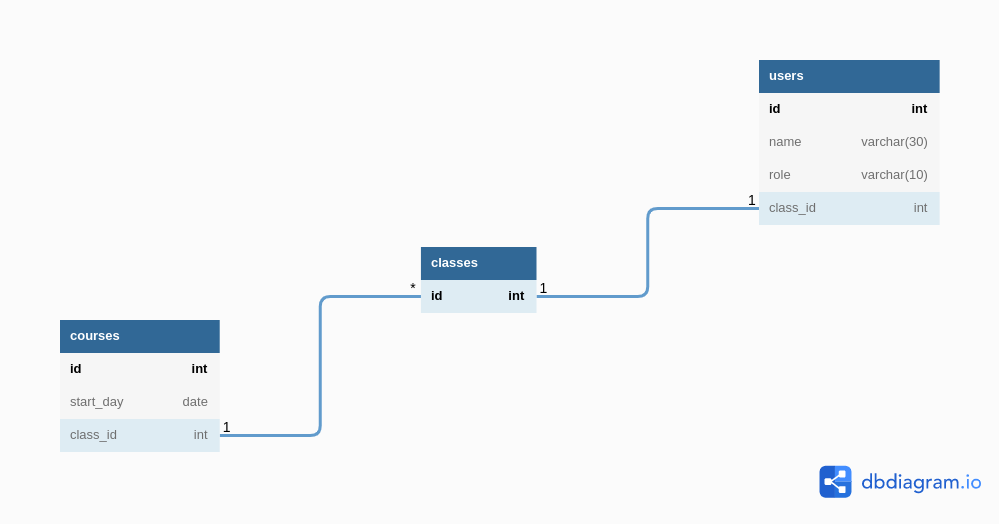 users
id int
name varchar(30)
role varchar(10)
1 class_id int
classes
* id int 1
courses
id int
start_day date
class_id int 1
dbdiagram.io